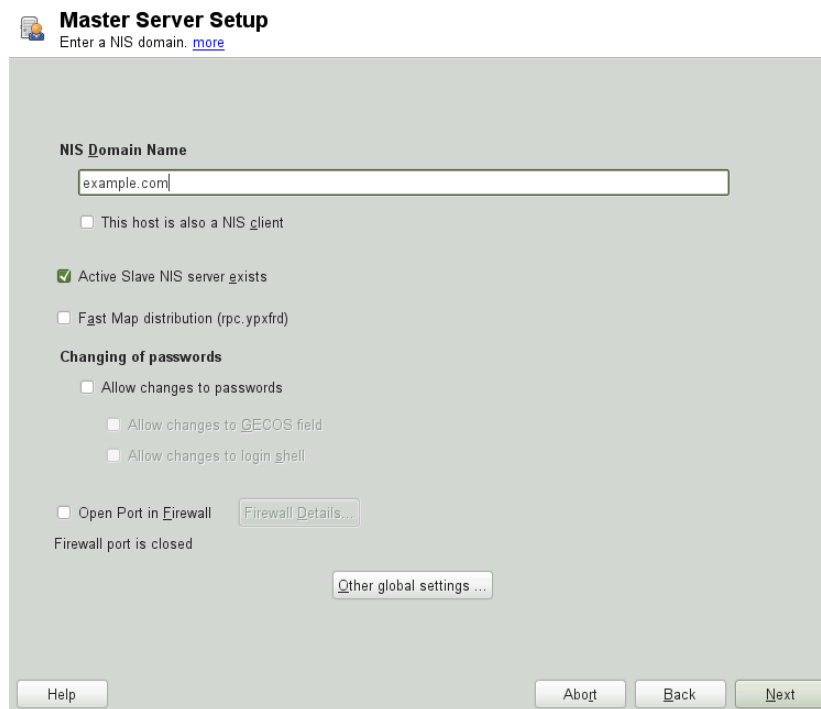 Master Server Setup
Enter a NIS domain. more
NIS Domain Name
example.com
This host is also a NIS client
Active Slave NIS server exists
Fast Map distribution (rpc.ypxfrd)
Changing of passwords
Allow changes to passwords
Allow changes to GECOS field
Allow changes to login shell
Open Port in Firewall Firewall Details...
Firewall port is closed
Other global settings ...
Help Abort Back Next